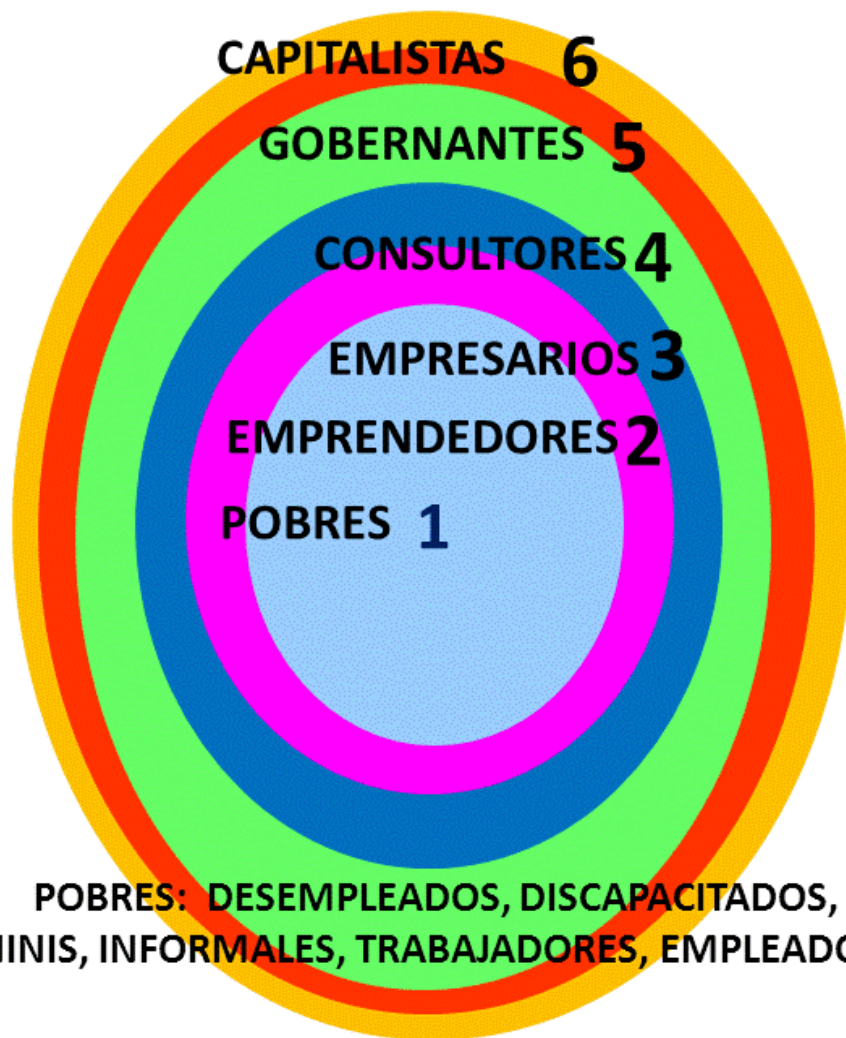 CAPITALISTAS 6
GOBERNANTES 5
CONSULTORES 4
EMPRESARIOS 3
EMPRENDEDORES 2
POBRES 1
POBRES: DESEMPLEADOS, DISCAPACITADOS,
INFORMALES, TRABAJADORES,